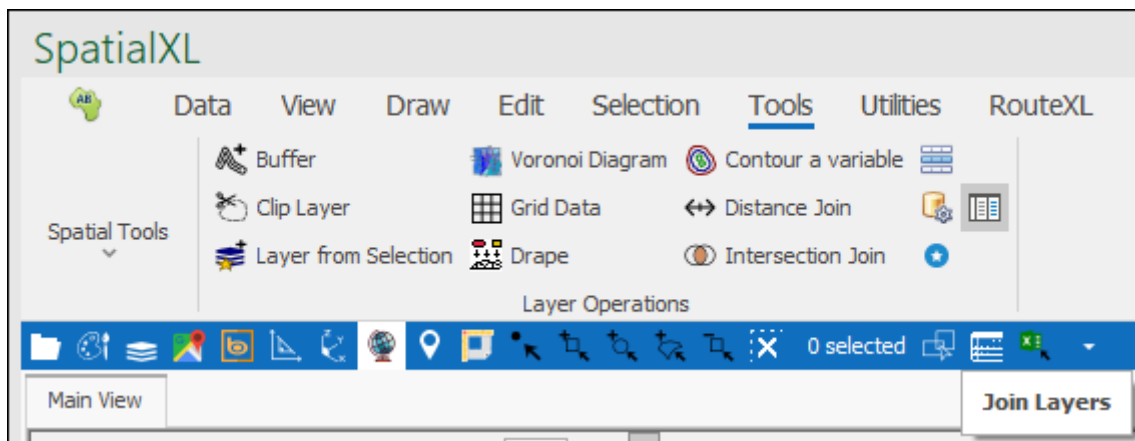 SpatialXL
AB
Data View Draw Edit Selection Tools Utilities RouteXL
Buffer Voronoi Diagram Contour a variable
Clip Layer Grid Data Distance Join
Spatial Tools
Layer from Selection Drape Intersection Join
Layer Operations
0 selected
Main View
Join Layers